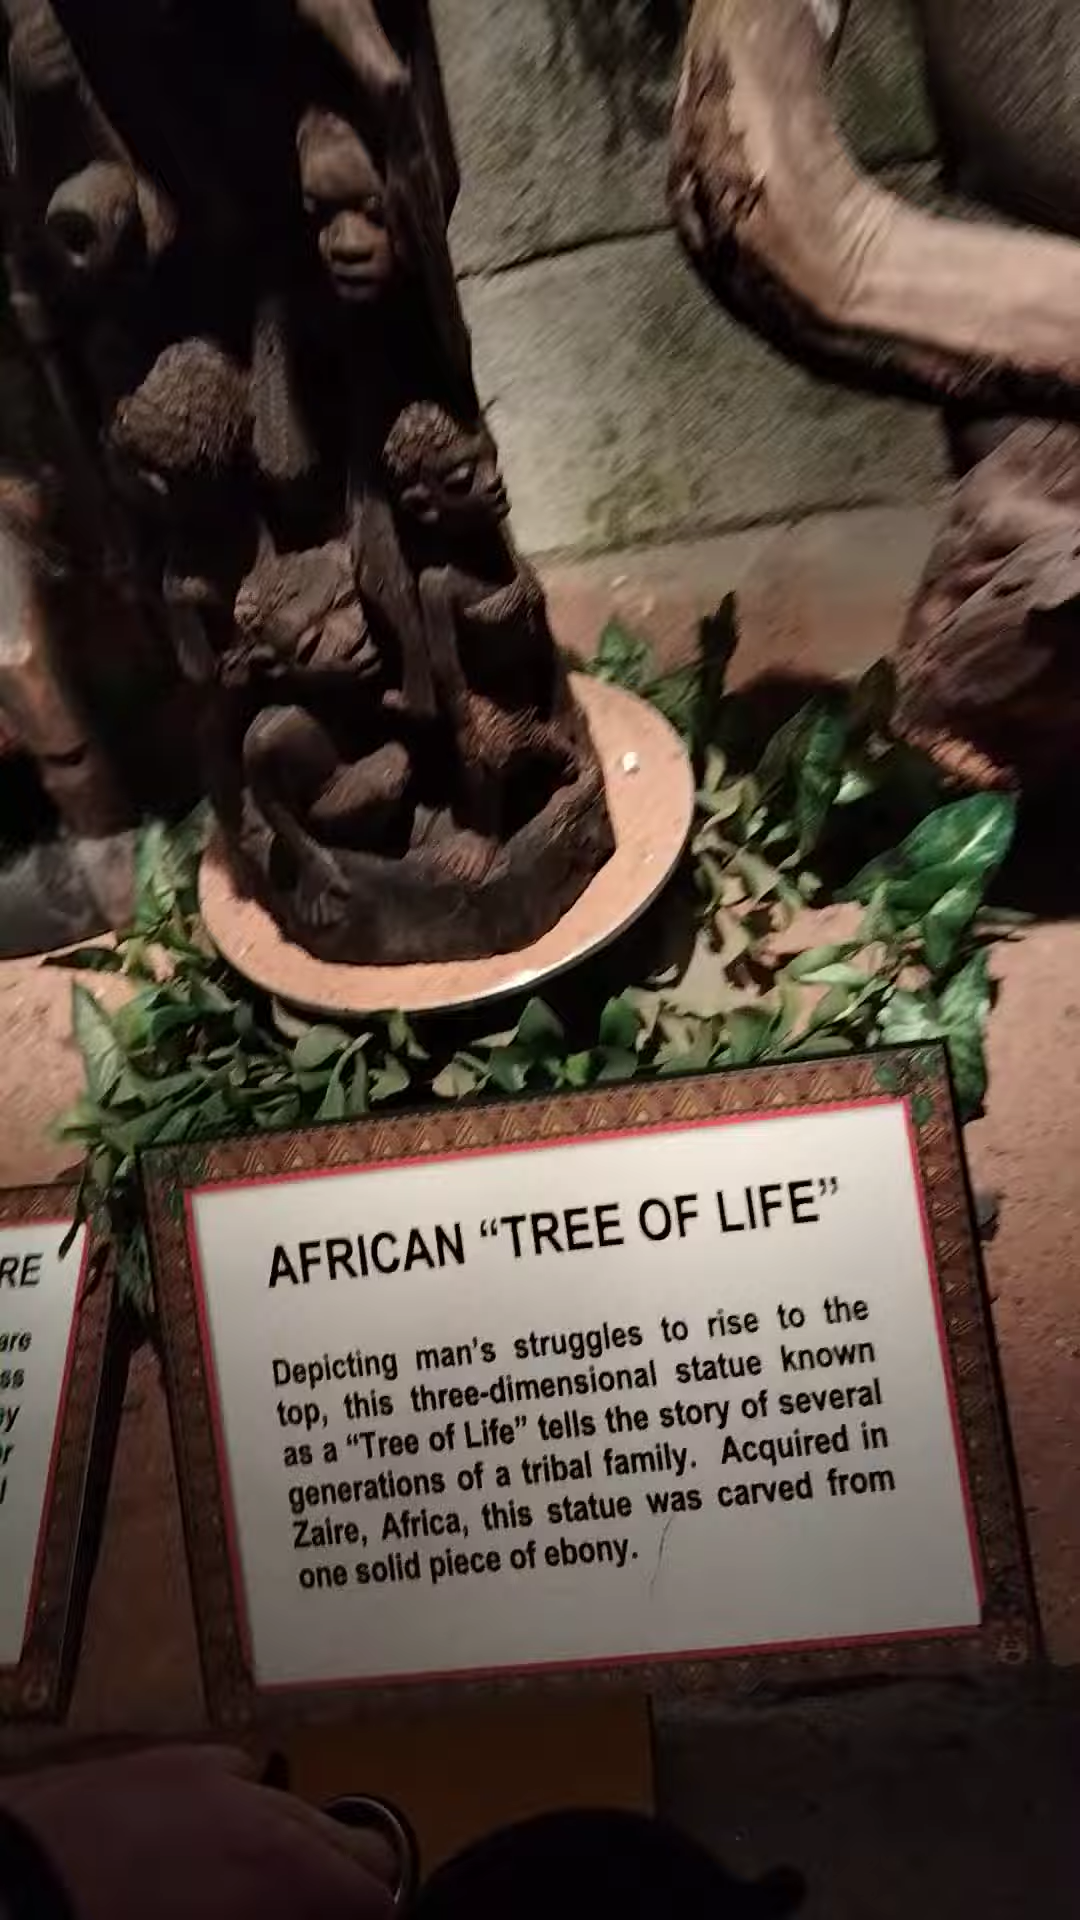 AFRICAN “TREE OF LIFE”
Depicting man’s struggles to rise to the
top, this three-dimensional statue known
as a “Tree of Life” tells the story of several
generations of a tribal family. Acquired in
Zaire, Africa, this statue was carved from
one solid piece of ebony.